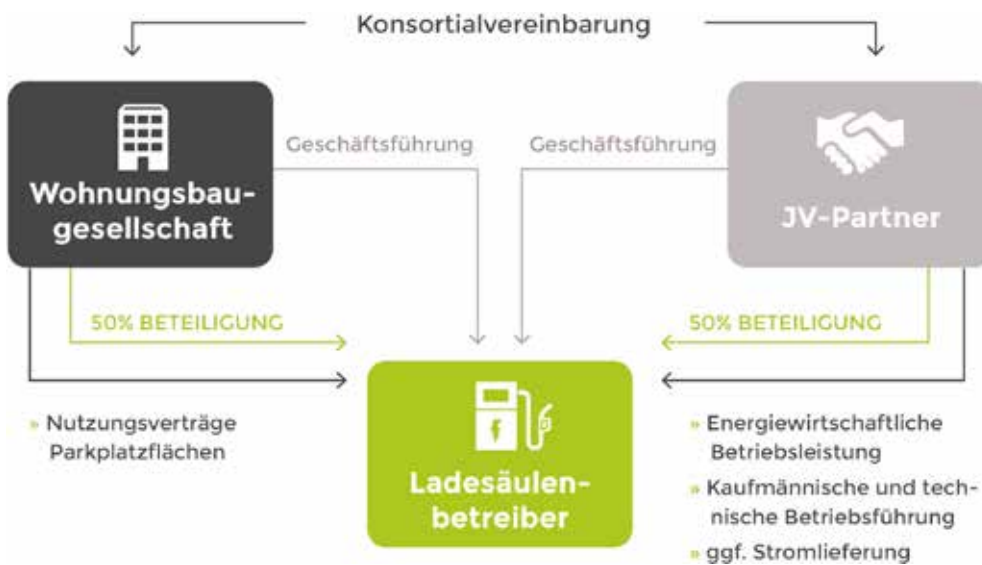 Konsortialvereinbarung
Wohnungsbau-
gesellschaft
Geschäftsführung
Geschäftsführung
JV-Partner
50% BETEILIGUNG
50% BETEILIGUNG
» Nutzungsverträge
Parkplatzflächen
Ladesäulen-
betreiber
» Energiewirtschaftliche
Betriebsleistung
» Kaufmännische und tech-
nische Betriebsführung
» ggf. Stromlieferung